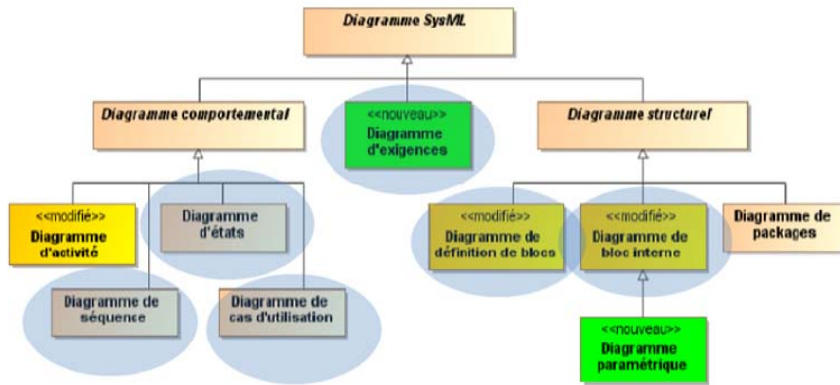 Diagramme SysML
Diagramme comportemental
<<nouveau>>
Diagramme
d'exigences
Diagramme structurel
<<modifié>>
Diagramme
d'activité
Diagramme
d'états
<<modifié>>
Diagramme de
définition de blocs
<<modifié>>
Diagramme de
bloc interne
Diagramme de
packages
Diagramme de
séquence
Diagramme de
cas d'utilisation
<<nouveau>>
Diagramme
paramétrique